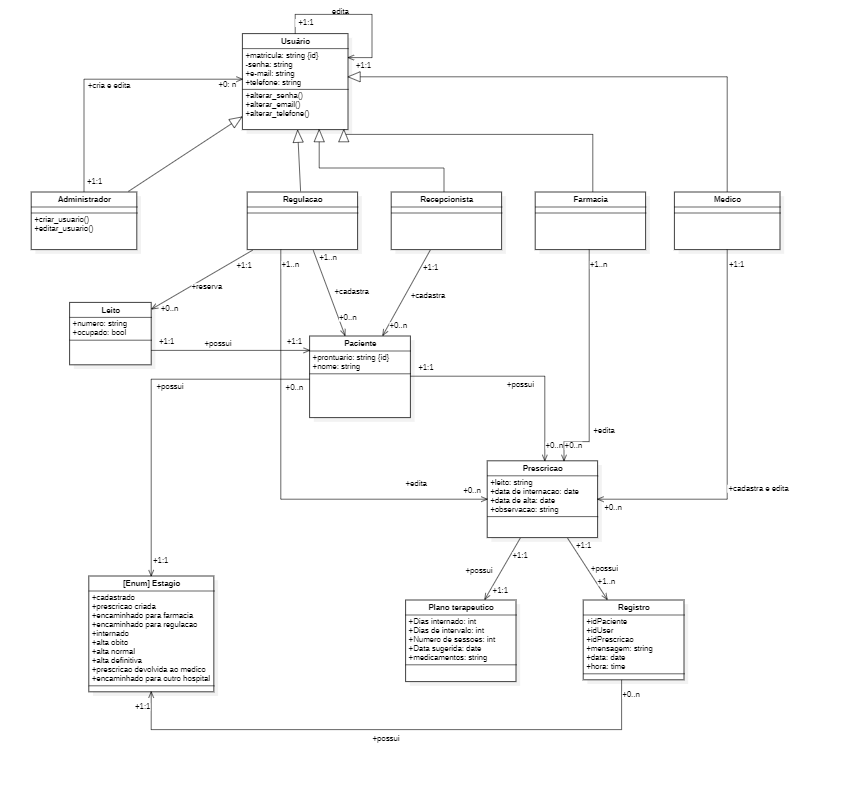 edita
+1:1
Usuário
+matricula: string {id}
-senha: string
+e-mail: string
+telefone: string
+alterar_senha()
+alterar_email()
+alterar_telefone()
+1:1
+cria e edita
+0: n
+1:1
Administrador
+criar_usuario()
+editar_usuario()
Regulacao
Recepcionista
Farmacia
Medico
+1:1
+1..n
+1..n
+1:1
+1..n
+1:1
+reserva
+cadastra
+cadastra
+0..n
+0..n
+0..n
Leito
+numero: string
+ocupado: bool
+1:1
+possui
+1:1
Paciente
+prontuario: string {id}
+nome: string
+1:1
+possui
+0..n
+possui
+edita
+0..n
+0..n
Prescricao
+leito: string
+data de internacao: date
+data de alta: date
+observacao: string
+edita
+0..n
+cadastra e edita
+0..n
+1:1
+possui
+1:1
+1:1
+possui
+1..n
+1:1
[Enum] Estagio
+cadastrado
+prescricao criada
+encaminhado para farmacia
+encaminhado para regulacao
+internado
+alta obito
+alta normal
+alta definitiva
+prescricao devolvida ao medico
+encaminhado para outro hospital
Plano terapeutico
+Dias internado: int
+Dias de intervalo: int
+Numero de sessoes: int
+Data sugerida: date
+medicamentos: string
Registro
+idPaciente
+idUser
+idPrescricao
+mensagem: string
+data: date
+hora: time
+0..n
+1:1
+possui